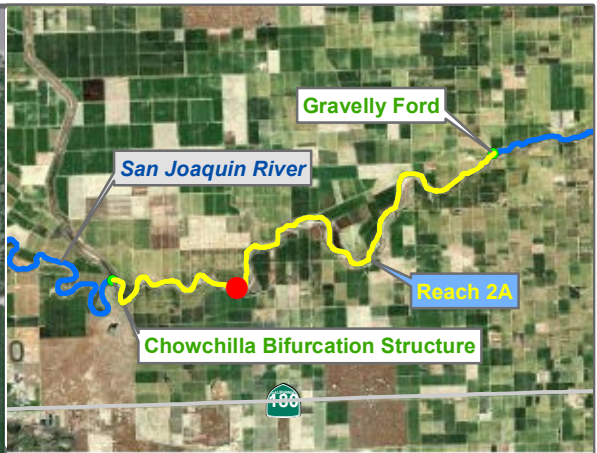 Gravelly Ford
San Joaquin River
Reach 2A
Chowchilla Bifurcation Structure
180